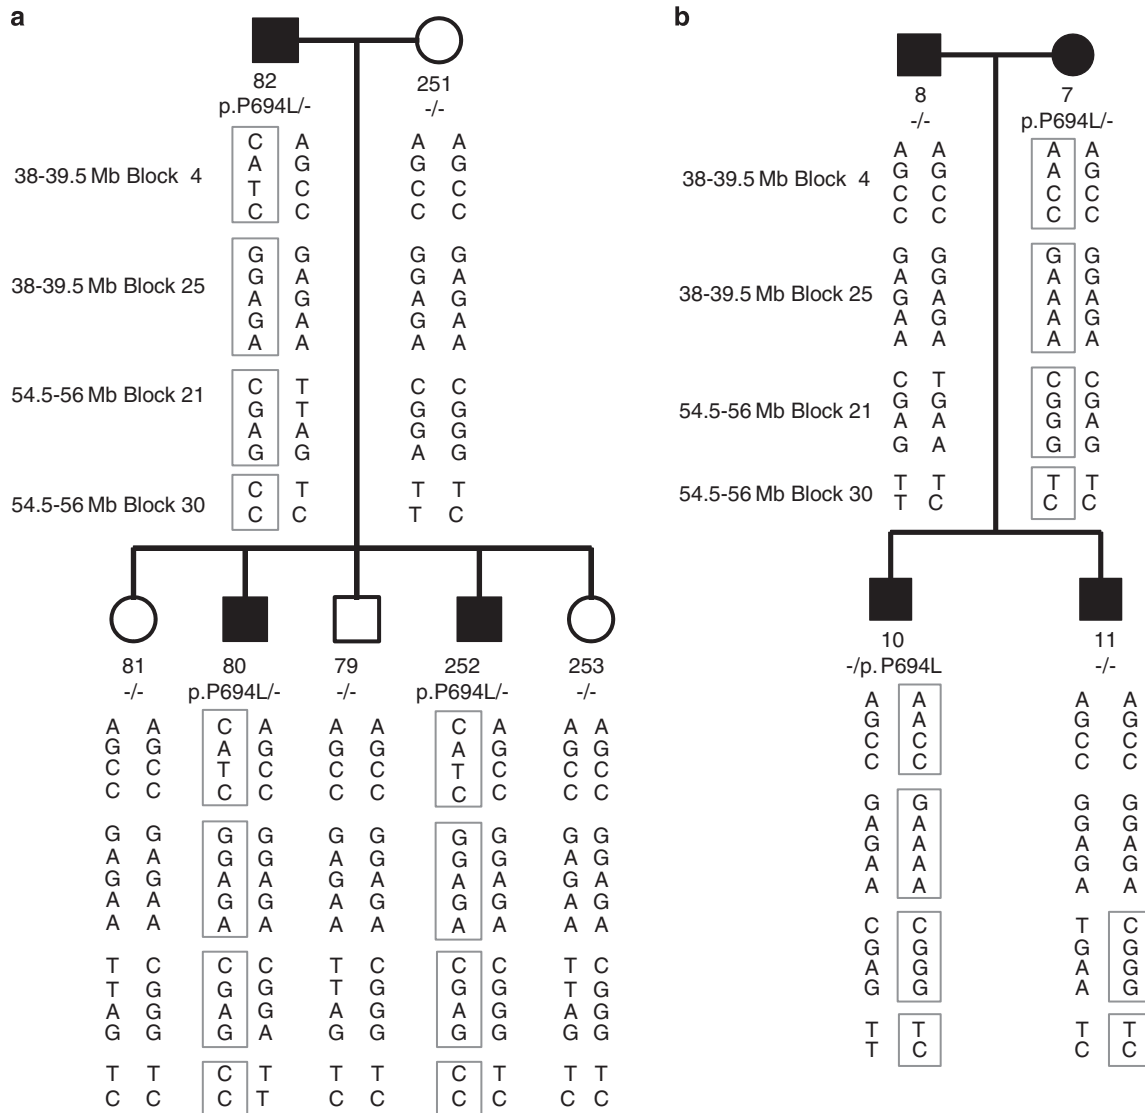 a
82 251
p.P694L/- -/-
38-39.5 Mb Block 4
C A A A
A G G G
T C C C
C C C C
38-39.5 Mb Block 25
G G G G
G A G A
A G A G
G A G A
A A A A
54.5-56 Mb Block 21
C T C C
G T G G
A A G G
G G A G
54.5-56 Mb Block 30
C T T T
C C T C
81 80 79 252 253
-/- p.P694L/- -/- p.P694L/- -/-
A A C A A A C A A A
G G A G G G A G G G
C C T C C C T C C C
C C C C C C C C C C
G G G G G G G G G G
A A G G A G G G A G
G G A A G A A A G A
A A G G A G G G A G
A A A A A A A A A A
T C C C T C C C T C
T G G G T G G G T G
A G A G A G A G A G
G G G A G G G G G G
T T C T T T C T T T
C C C T C C C C C C
b
8 7
-/- p.P694L/-
38-39.5 Mb Block 4
A A A A
G G A G
C C C C
C C C C
38-39.5 Mb Block 25
G G G G
A G A G
G A A A
A G A G
A A A A
54.5-56 Mb Block 21
C T C C
G G G G
A A G A
G A G G
54.5-56 Mb Block 30
T T T T
T C C C
10 11
-/p.P694L -/-
A A A A
G A G G
C C C C
C C C C
G G G G
A A G G
G A A A
A A G G
A A A A
C C T C
G G G G
A G A G
G G A G
T T T T
T C C C